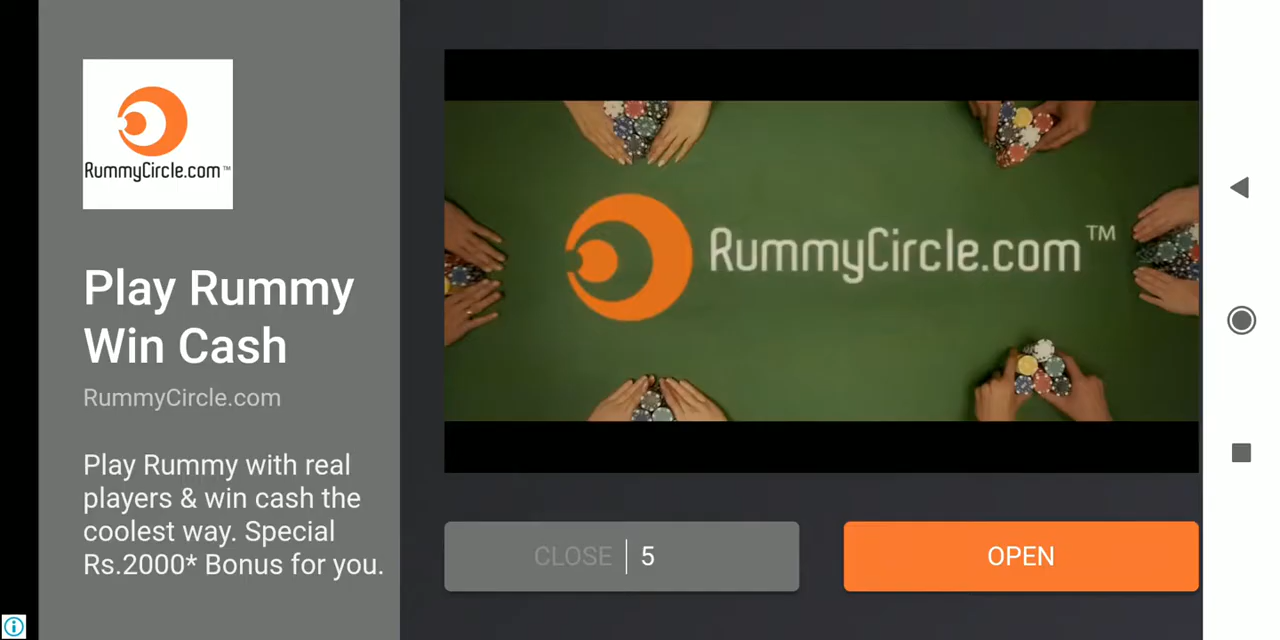 RummyCircle.com™
Play Rummy
Win Cash
RummyCircle.com
Play Rummy with real
players & win cash the
coolest way. Special
Rs.2000* Bonus for you.
RummyCircle.com™
CLOSE | 5
OPEN